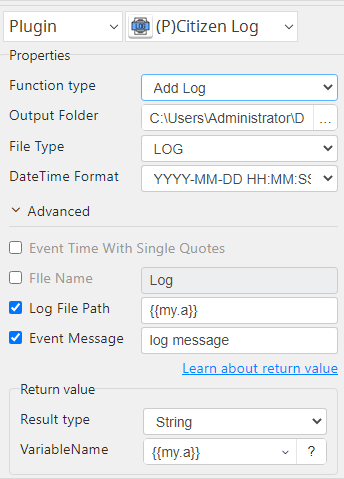 Plugin (P)Citizen Log
Properties
Function type Add Log
Output Folder C:\Users\Administrator\D ...
File Type LOG
DateTime Format YYYY-MM-DD HH:MM:SS
Advanced
Event Time With Single Quotes
FIle Name Log
Log File Path {{my.a}}
Event Message log message
Learn about return value
Return value
Result type String
VariableName {{my.a}} ?